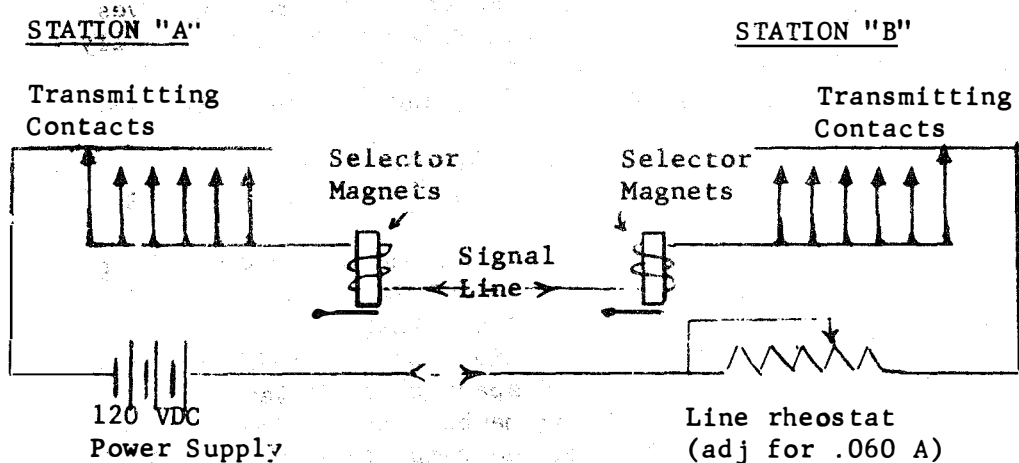 STATION "A"
STATION "B"
Transmitting
Contacts
Transmitting
Contacts
Selector
Magnets
Selector
Magnets
Signal
Line
120 VDC
Power Supply
Line rheostat
(adj for .060 A)